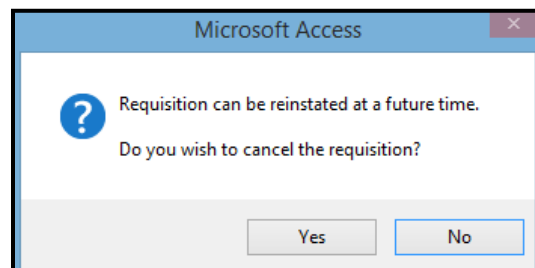 Microsoft Access
Requisition can be reinstated at a future time.
Do you wish to cancel the requisition?
Yes
No